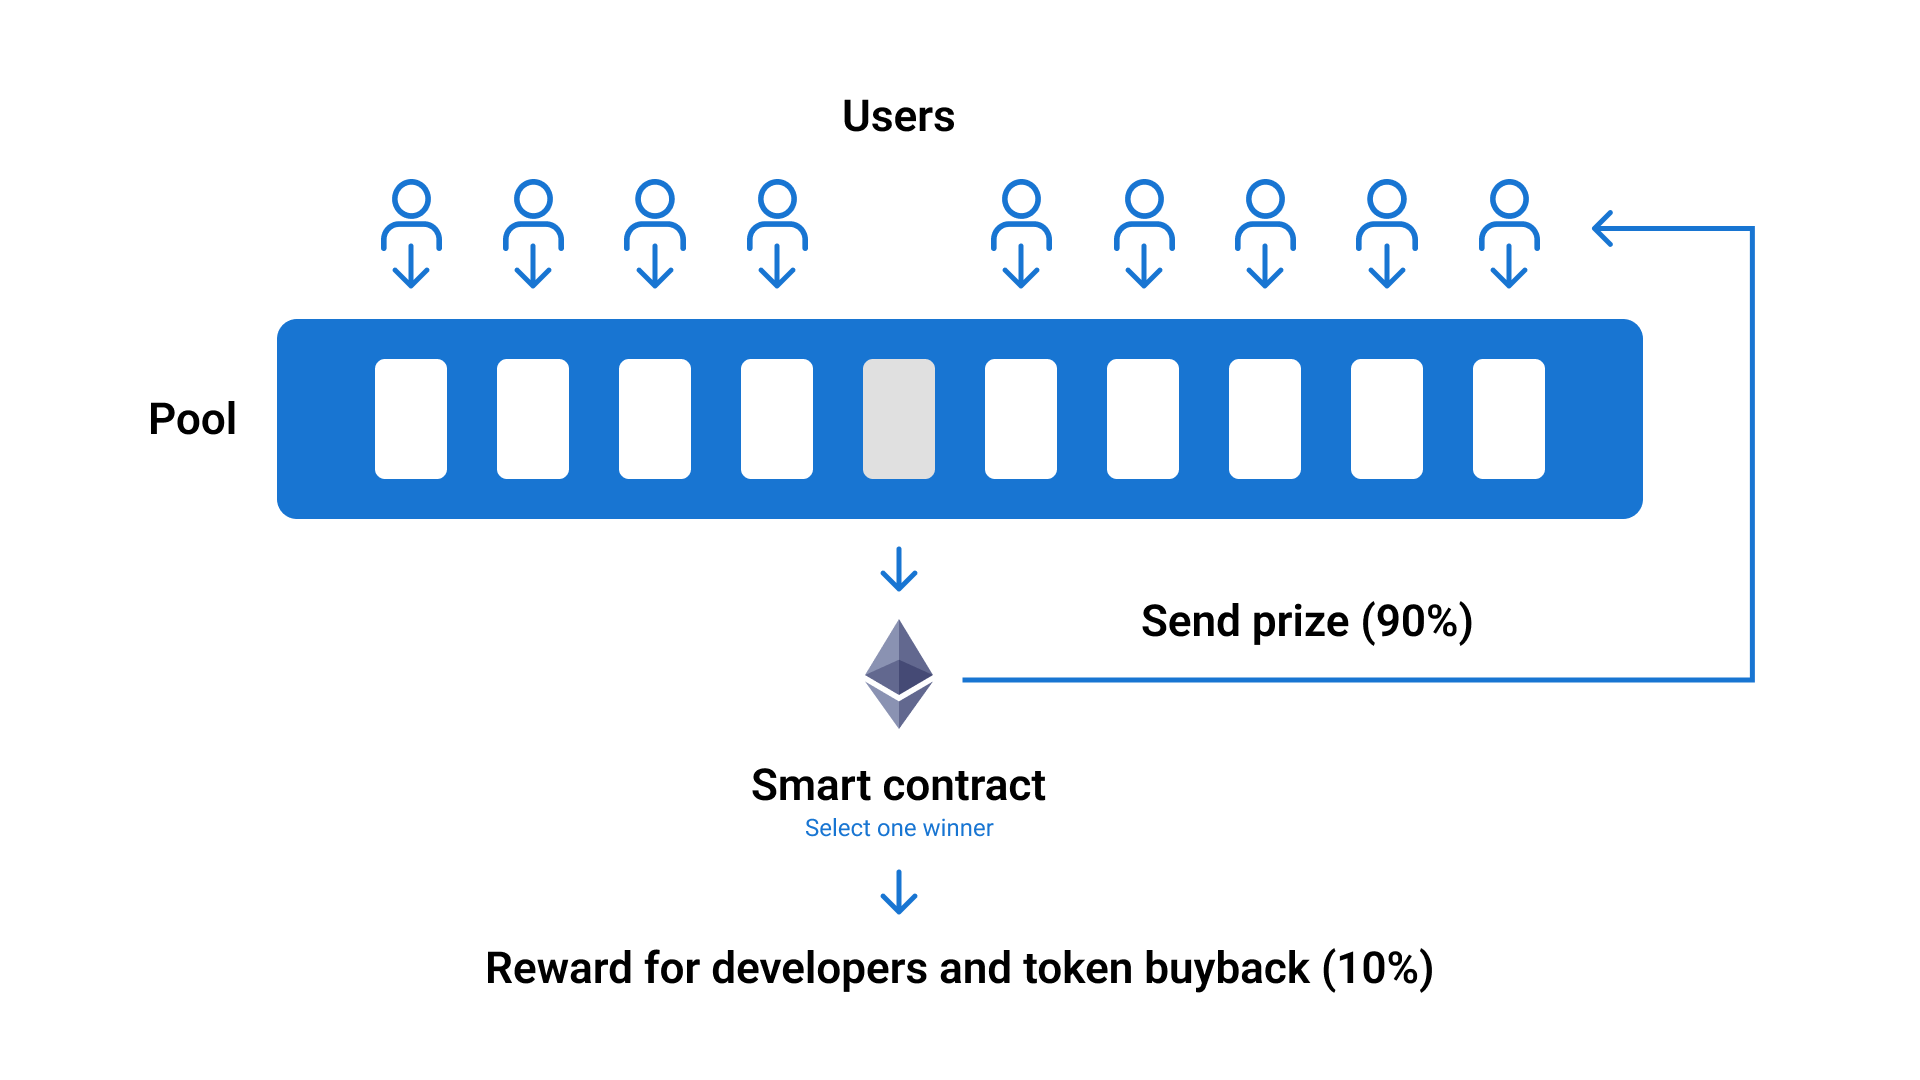 Users
Pool
Send prize (90%)
Smart contract
Select one winner
Reward for developers and token buyback (10%)